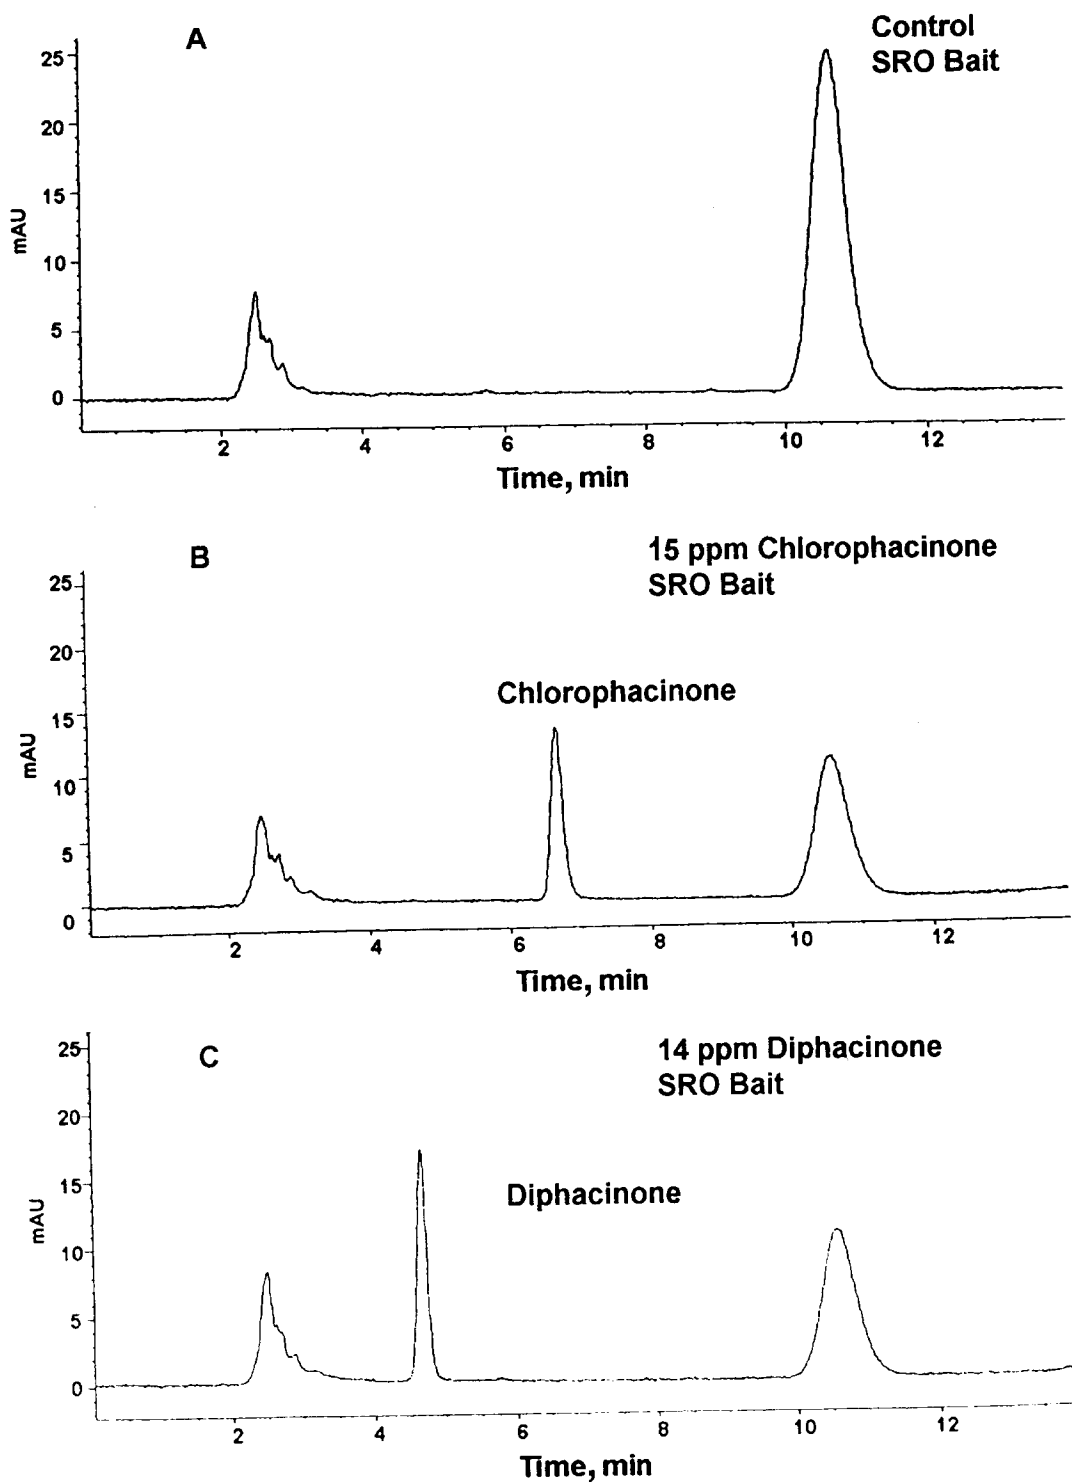 A
Control
SRO Bait
25
20
15
10
5
0
mAU
2 4 6 8 10 12
Time, min
B
15 ppm Chlorophacinone
SRO Bait
Chlorophacinone
25
20
15
10
5
0
mAU
2 4 6 8 10 12
Time, min
C
14 ppm Diphacinone
SRO Bait
Diphacinone
25
20
15
10
5
0
mAU
2 4 6 8 10 12
Time, min